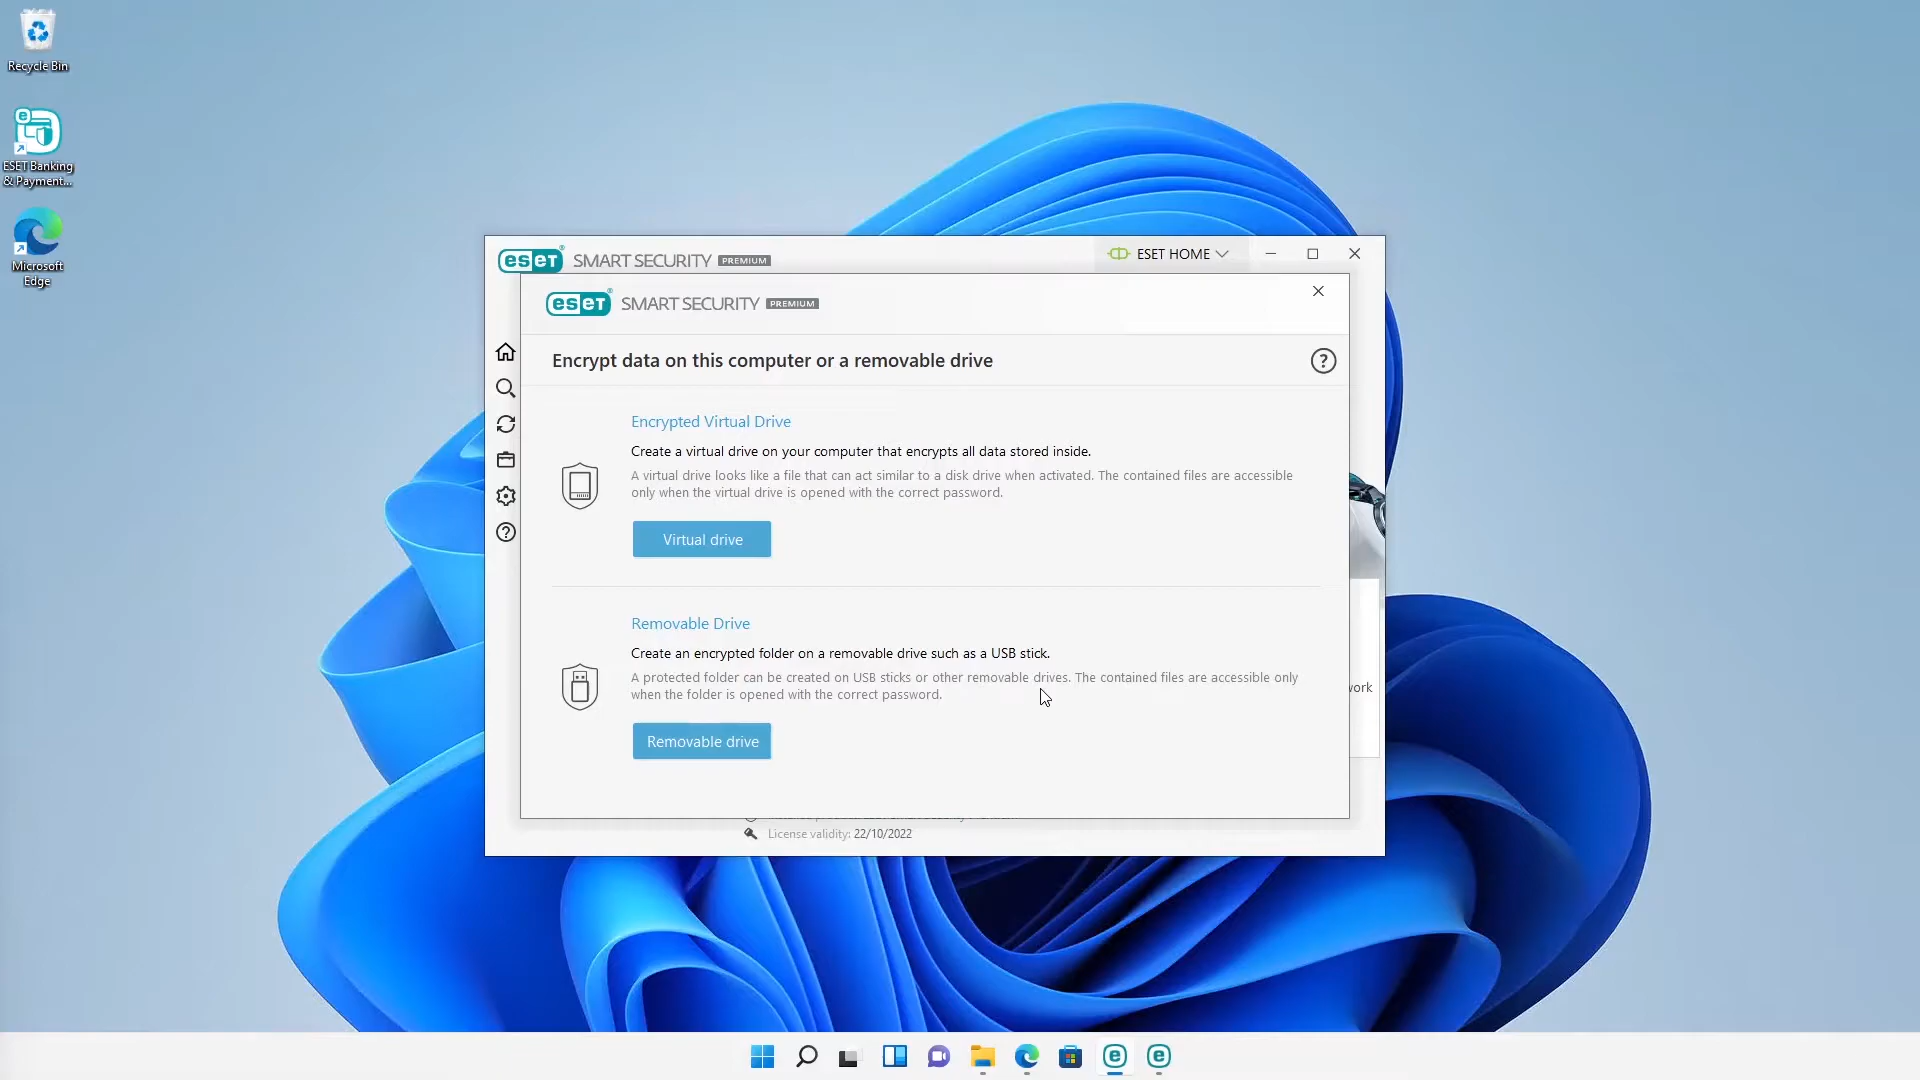 Recycle Bin
ESET Banking
& Payment...
Microsoft
Edge
eset SMART SECURITY PREMIUM
ESET HOME
eset SMART SECURITY PREMIUM
Encrypt data on this computer or a removable drive
Encrypted Virtual Drive
Create a virtual drive on your computer that encrypts all data stored inside.
A virtual drive looks like a file that can act similar to a disk drive when activated. The contained files are accessible
only when the virtual drive is opened with the correct password.
Virtual drive
Removable Drive
Create an encrypted folder on a removable drive such as a USB stick.
A protected folder can be created on USB sticks or other removable drives. The contained files are accessible only
when the folder is opened with the correct password.
work
Removable drive
License validity: 22/10/2022